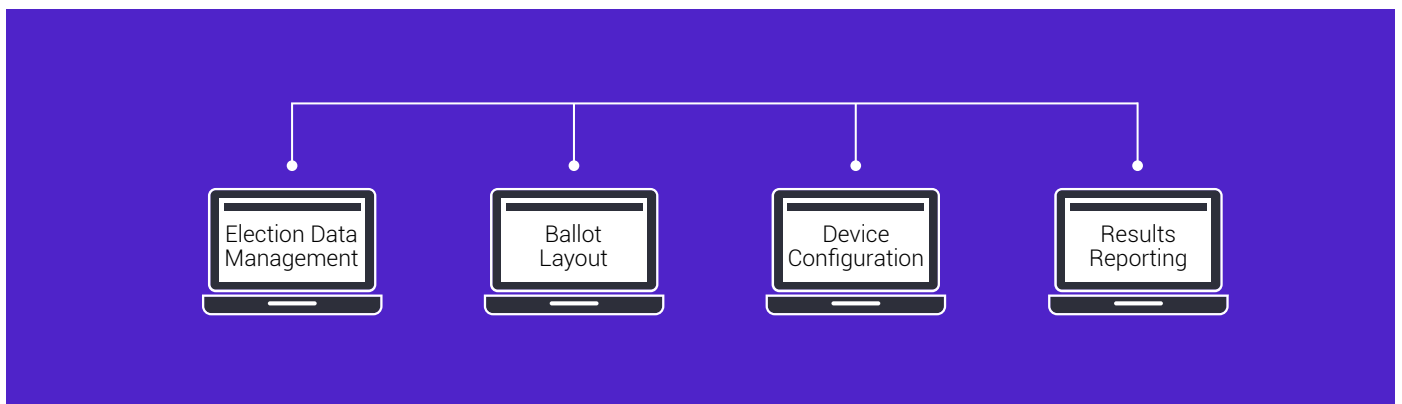 Election Data
Management
Ballot
Layout
Device
Configuration
Results
Reporting